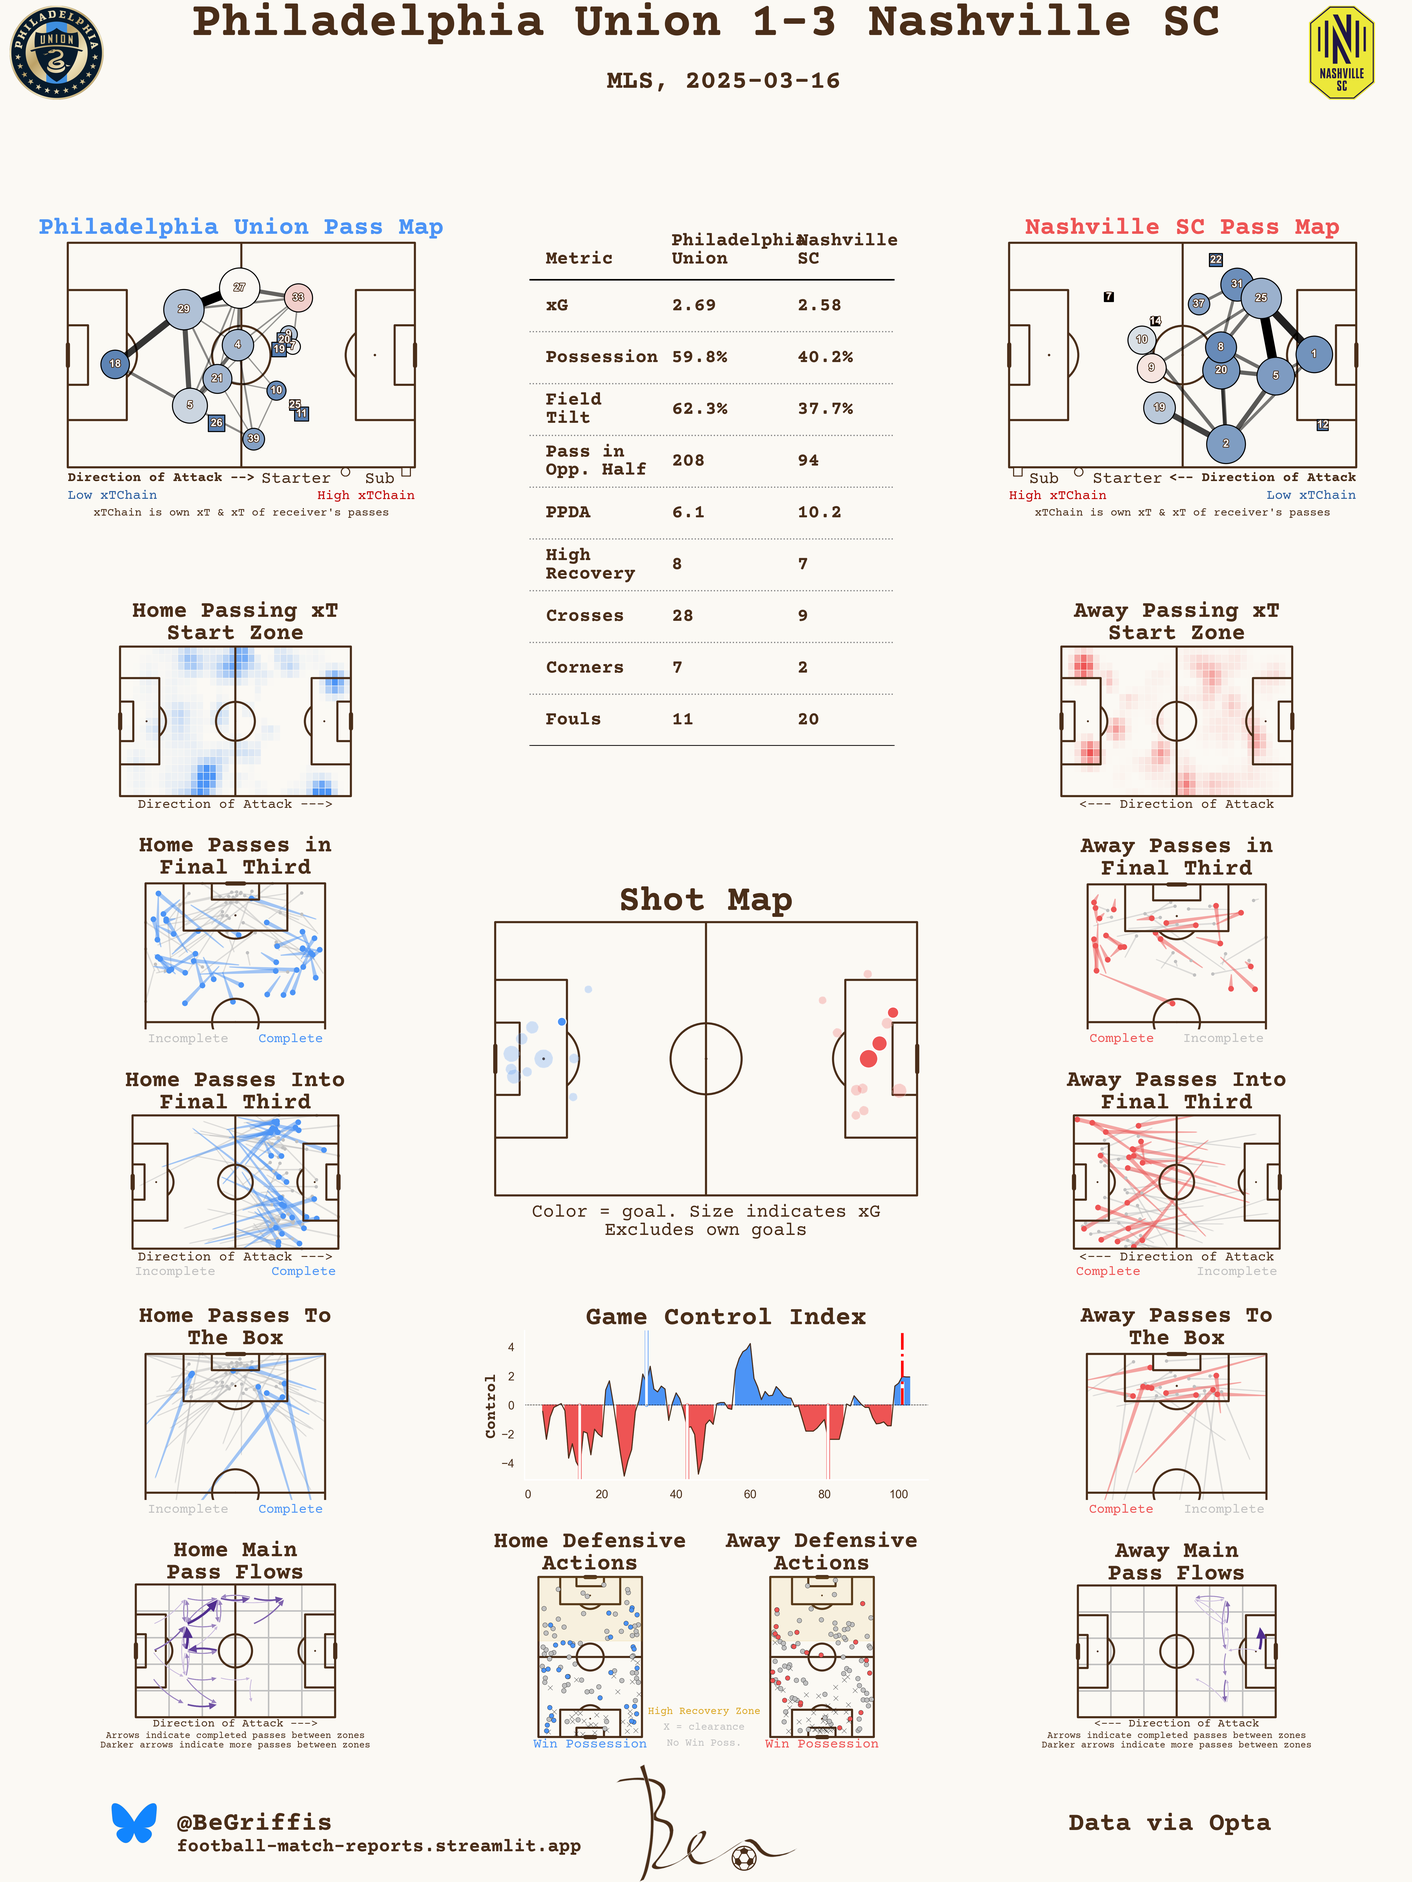 Philadelphia Union 1-3 Nashville SC
MLS, 2025-03-16
PHILADELPHIA
UNION
NASHVILLE
SC
Philadelphia Union Pass Map
27
29
33
4
9
20
19
7
18
21
10
5
25
11
26
39
Direction of Attack --> Starter Sub
Low xTChain High xTChain
xTChain is own xT & xT of receiver's passes
Metric Philadelphia Union Nashville SC
xG 2.69 2.58
Possession 59.8% 40.2%
Field Tilt 62.3% 37.7%
Pass in Opp. Half 208 94
PPDA 6.1 10.2
High Recovery 8 7
Crosses 28 9
Corners 7 2
Fouls 11 20
Nashville SC Pass Map
22
31
7
37
25
14
10
8
1
9
20
5
19
12
2
Sub Starter <-- Direction of Attack
High xTChain Low xTChain
xTChain is own xT & xT of receiver's passes
Home Passing xT
Start Zone
Direction of Attack --->
Away Passing xT
Start Zone
<--- Direction of Attack
Home Passes in
Final Third
Incomplete Complete
Away Passes in
Final Third
Complete Incomplete
Shot Map
Color = goal. Size indicates xG
Excludes own goals
Home Passes Into
Final Third
Direction of Attack --->
Incomplete Complete
Away Passes Into
Final Third
<--- Direction of Attack
Complete Incomplete
Home Passes To
The Box
Incomplete Complete
Game Control Index
Control
4
2
0
−2
−4
0 20 40 60 80 100
Away Passes To
The Box
Complete Incomplete
Home Main
Pass Flows
Direction of Attack --->
Arrows indicate completed passes between zones
Darker arrows indicate more passes between zones
Home Defensive
Actions
Win Possession
High Recovery Zone
X = clearance
No Win Poss.
Away Defensive
Actions
Win Possession
Away Main
Pass Flows
<--- Direction of Attack
Arrows indicate completed passes between zones
Darker arrows indicate more passes between zones
@BeGriffis
football-match-reports.streamlit.app
Ben
Data via Opta